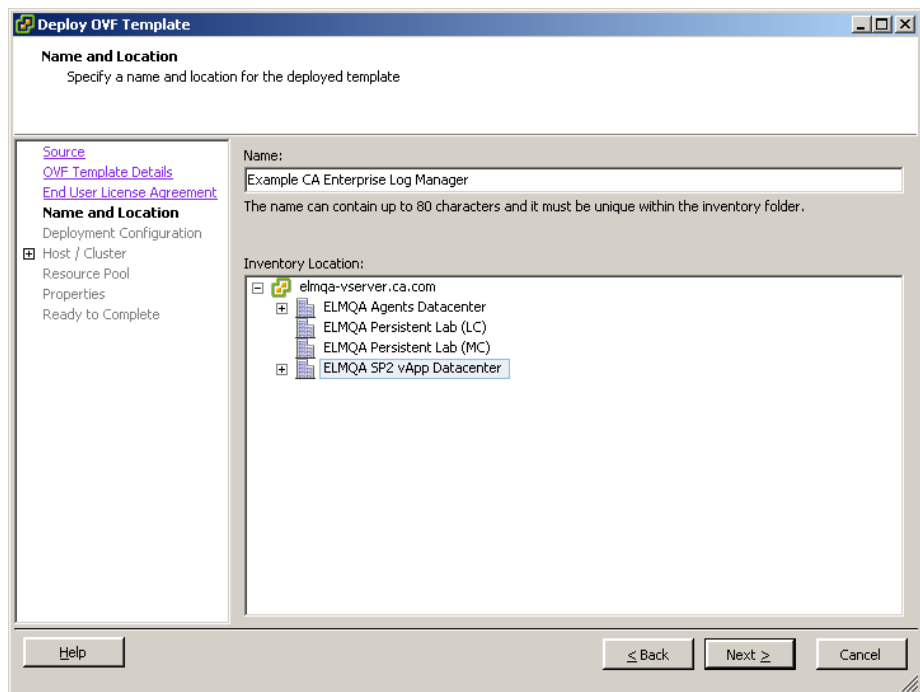 Deploy OVF Template
Name and Location
Specify a name and location for the deployed template
Source
OVF Template Details
End User License Agreement
Name and Location
Deployment Configuration
Host / Cluster
Resource Pool
Properties
Ready to Complete
Name:
Example CA Enterprise Log Manager
The name can contain up to 80 characters and it must be unique within the inventory folder.
Inventory Location:
elmqa-vserver.ca.com
ELMQA Agents Datacenter
ELMQA Persistent Lab (LC)
ELMQA Persistent Lab (MC)
ELMQA SP2 vApp Datacenter
Help
< Back
Next >
Cancel